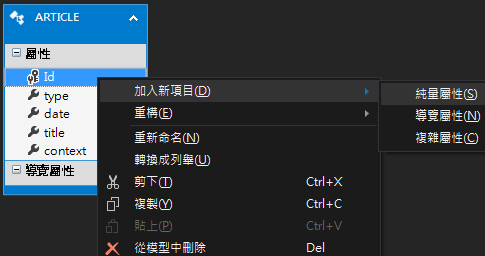 ARTICLE
屬性
Id
type
date
title
context
導覽屬性
加入新項目(D)
重構(E)
重新命名(N)
轉換成列舉(U)
剪下(T) Ctrl+X
複製(Y) Ctrl+C
貼上(P) Ctrl+V
從模型中刪除 Del
純量屬性(S)
導覽屬性(N)
複雜屬性(C)